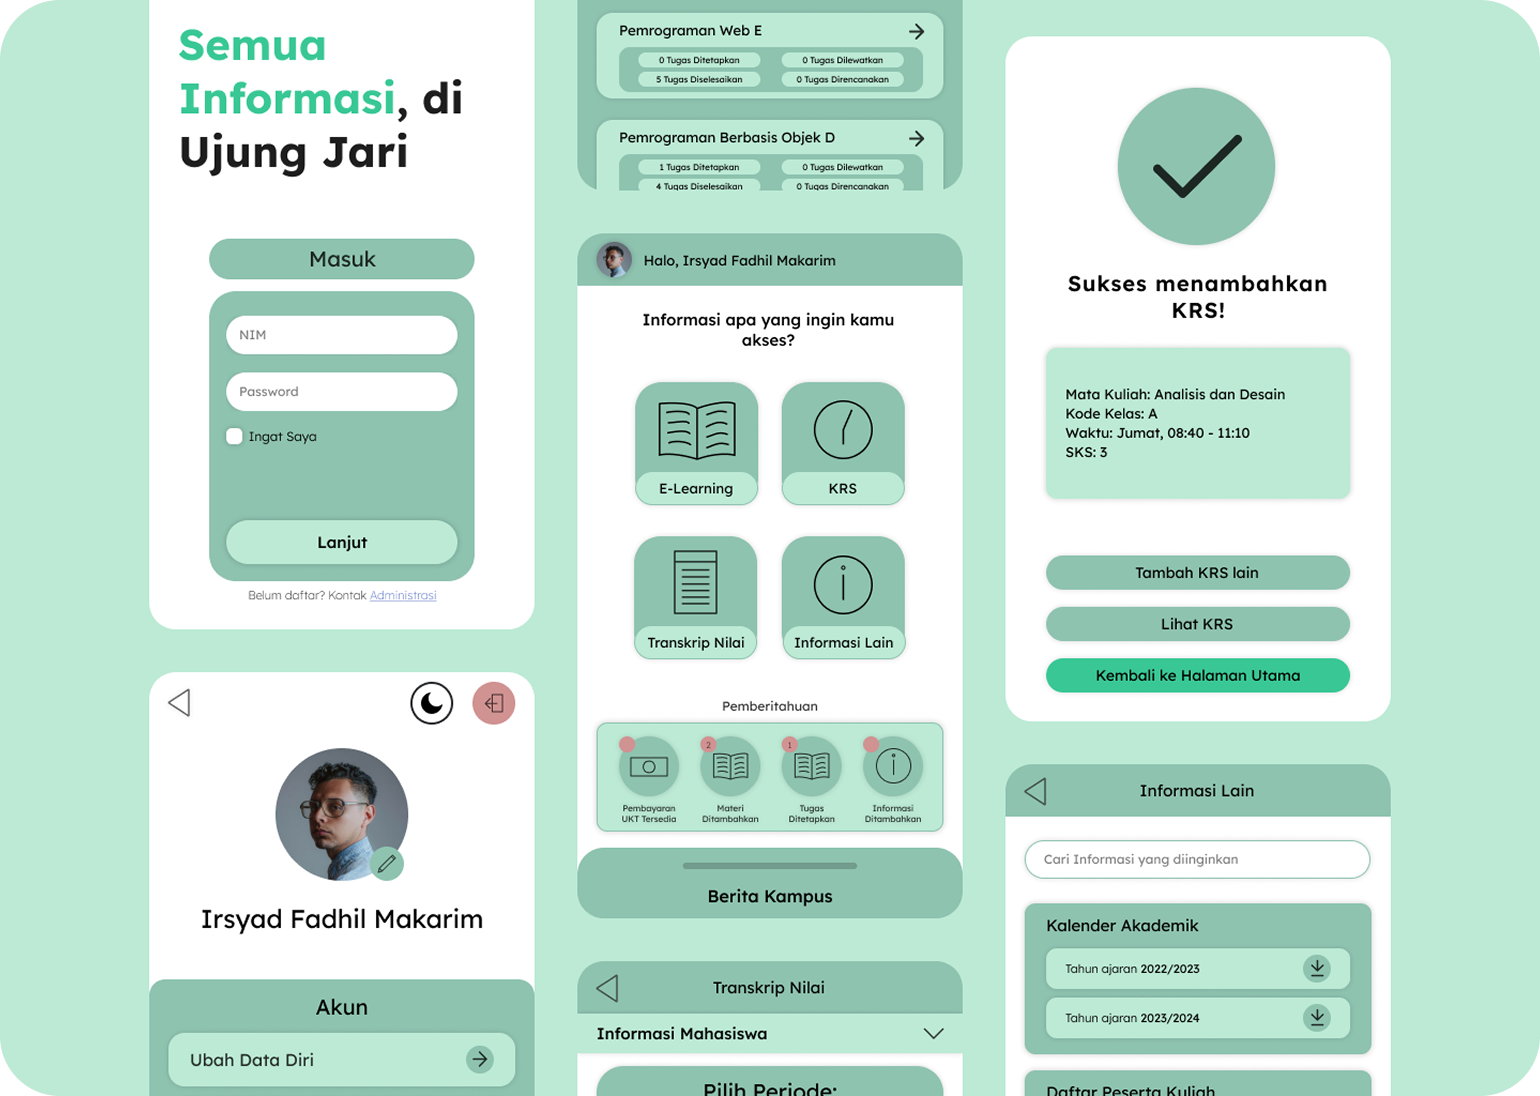 Semua
Informasi, di
Ujung Jari
Masuk
NIM
Password
Ingat Saya
Lanjut
Belum daftar? Kontak Administrasi
Irsyad Fadhil Makarim
Akun
Ubah Data Diri
Pemrograman Web E
0 Tugas Ditetapkan
0 Tugas Dilewatkan
5 Tugas Diselesaikan
0 Tugas Direncanakan
Pemrograman Berbasis Objek D
1 Tugas Ditetapkan
0 Tugas Dilewatkan
4 Tugas Diselesaikan
0 Tugas Direncanakan
Halo, Irsyad Fadhil Makarim
Informasi apa yang ingin kamu
akses?
E-Learning
KRS
Transkrip Nilai
Informasi Lain
Pemberitahuan
2
1
Pembayaran
UKT Tersedia
Materi
Ditambahkan
Tugas
Ditetapkan
Informasi
Ditambahkan
Berita Kampus
Transkrip Nilai
Informasi Mahasiswa
Pilih Periode:
Sukses menambahkan
KRS!
Mata Kuliah: Analisis dan Desain
Kode Kelas: A
Waktu: Jumat, 08:40 - 11:10
SKS: 3
Tambah KRS lain
Lihat KRS
Kembali ke Halaman Utama
Informasi Lain
Cari Informasi yang diinginkan
Kalender Akademik
Tahun ajaran 2022/2023
Tahun ajaran 2023/2024
Daftar Peserta Kuliah